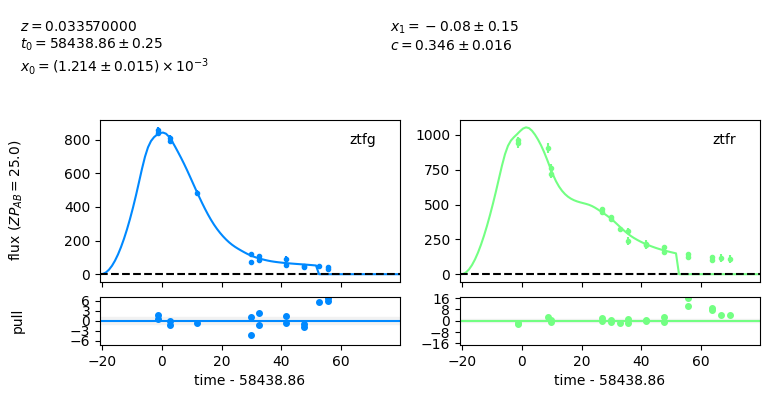 z = 0.033570000
t₀ = 58438.86 ± 0.25
x₀ = (1.214 ± 0.015) × 10⁻³
x₁ = −0.08 ± 0.15
c = 0.346 ± 0.016
flux (ZP_AB = 25.0)
800
600
400
200
0
ztfg
1000
750
500
250
0
ztfr
pull
6
3
0
−3
−6
16
8
0
−8
−16
−20 0 20 40 60
−20 0 20 40 60
time - 58438.86
time - 58438.86